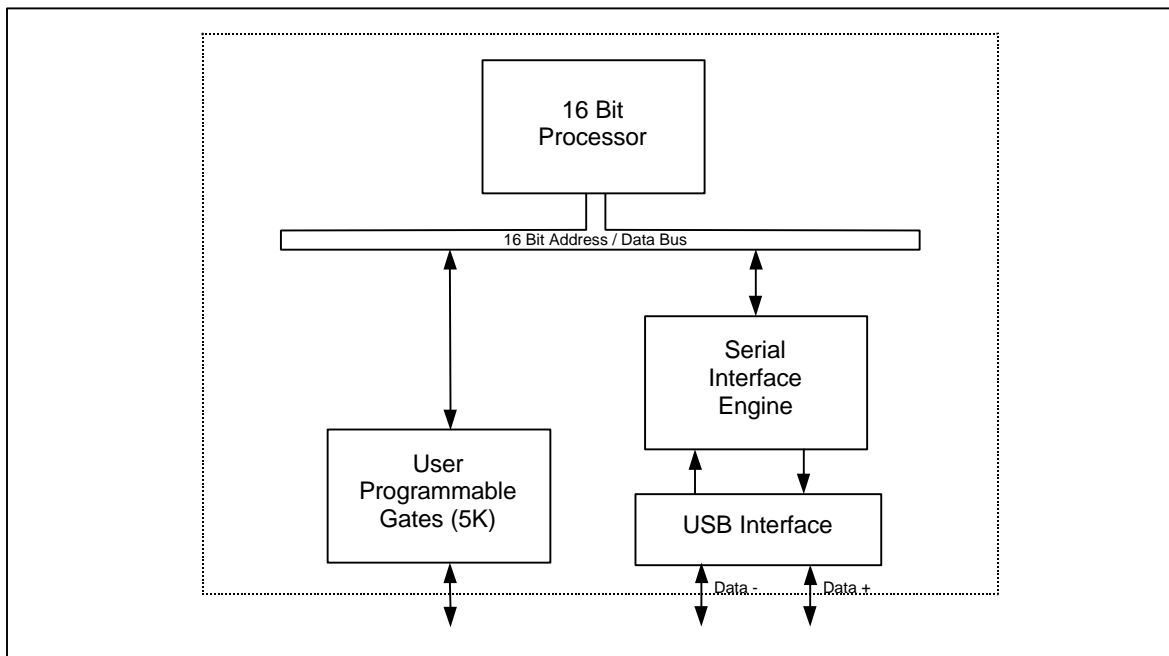 16 Bit
Processor
16 Bit Address / Data Bus
Serial
Interface
Engine
User
Programmable
Gates (5K)
USB Interface
Data -
Data +